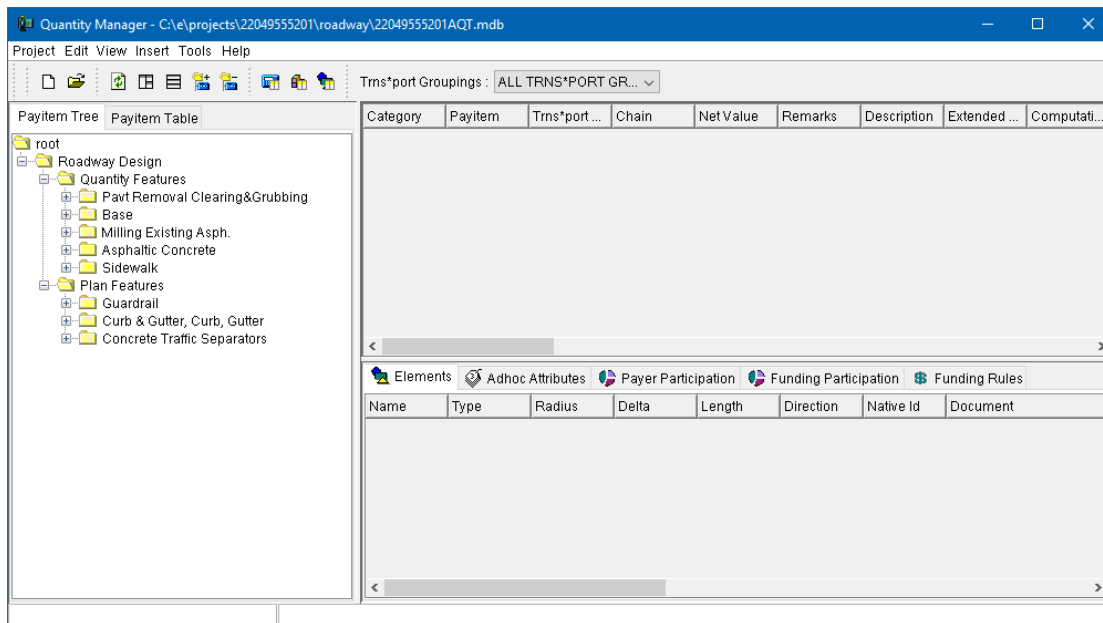 Quantity Manager - C:\e\projects\22049555201\roadway\22049555201AQT.mdb
Project Edit View Insert Tools Help
Trns*port Groupings : ALL TRNS*PORT GR...
Payitem Tree Payitem Table
Category Payitem Trns*port ... Chain Net Value Remarks Description Extended ... Computati...
root
Roadway Design
Quantity Features
Pavt Removal Clearing&Grubbing
Base
Milling Existing Asph.
Asphaltic Concrete
Sidewalk
Plan Features
Guardrail
Curb & Gutter, Curb, Gutter
Concrete Traffic Separators
Elements Adhoc Attributes Payer Participation Funding Participation Funding Rules
Name Type Radius Delta Length Direction Native Id Document